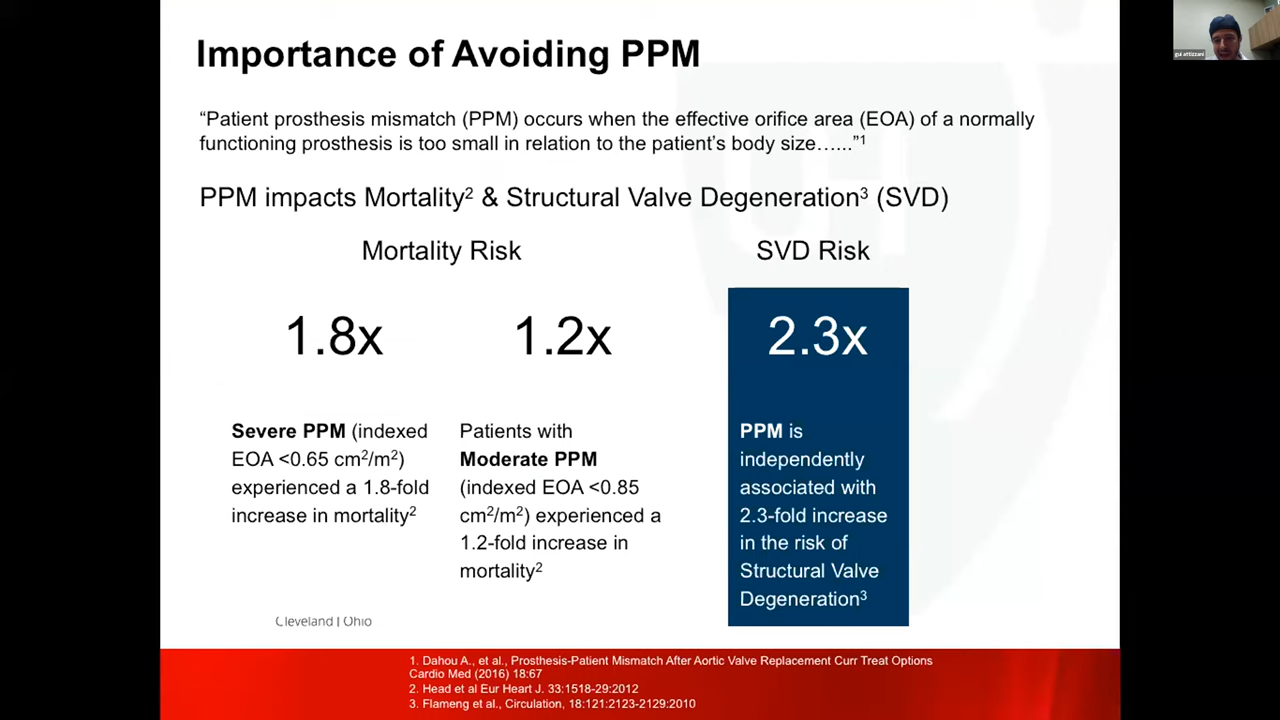 Importance of Avoiding PPM
gui attizzani
“Patient prosthesis mismatch (PPM) occurs when the effective orifice area (EOA) of a normally
functioning prosthesis is too small in relation to the patient’s body size…...”1
PPM impacts Mortality2 & Structural Valve Degeneration3 (SVD)
Mortality Risk
SVD Risk
1.8x
1.2x
2.3x
Severe PPM (indexed
EOA <0.65 cm2/m2)
experienced a 1.8-fold
increase in mortality2
Patients with
Moderate PPM
(indexed EOA <0.85
cm2/m2) experienced a
1.2-fold increase in
mortality2
PPM is
independently
associated with
2.3-fold increase
in the risk of
Structural Valve
Degeneration3
Cleveland | Ohio
1. Dahou A., et al., Prosthesis-Patient Mismatch After Aortic Valve Replacement Curr Treat Options
Cardio Med (2016) 18:67
2. Head et al Eur Heart J. 33:1518-29:2012
3. Flameng et al., Circulation, 18:121:2123-2129:2010